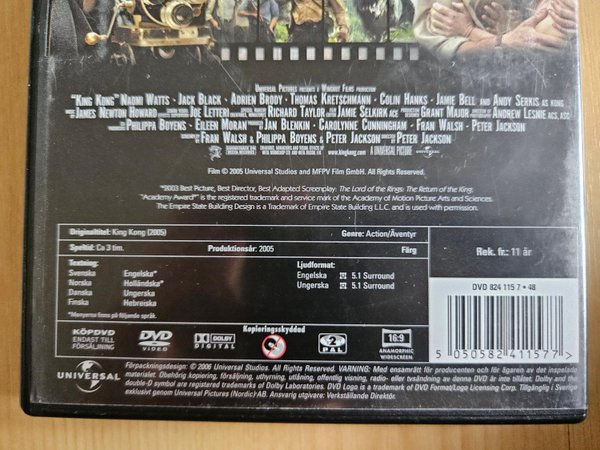 UNIVERSAL PICTURES PRESENTS A WINGNUT FILMS PRODUCTION
"KING KONG" NAOMI WATTS JACK BLACK ADRIEN BRODY THOMAS KRETSCHMANN COLIN HANKS JAMIE BELL AND ANDY SERKIS AS KONG
JAMES NEWTON HOWARD JOE LETTERI RICHARD TAYLOR JAMIE SELKIRK ACE GRANT MAJOR ANDREW LESNIE ACS, ASC
PHILIPPA BOYENS EILEEN MORAN JAN BLENKIN CAROLYNNE CUNNINGHAM FRAN WALSH PETER JACKSON
FRAN WALSH & PHILIPPA BOYENS & PETER JACKSON PETER JACKSON
www.kingkong.com A UNIVERSAL PICTURE
Film © 2005 Universal Studios and MFPV Film GmbH. All Rights Reserved.
*2003 Best Picture, Best Director, Best Adapted Screenplay: The Lord of the Rings: The Return of the King.
"Academy Award®" is the registered trademark and service mark of the Academy of Motion Picture Arts and Sciences.
The Empire State Building Design is a Trademark of Empire State Building L.L.C. and is used with permission.
Originaltitel: King Kong (2005) Genre: Action/Äventyr
Speltid: Ca 3 tim. Produktionsår: 2005 Färg
Rek. fr.: 11 år
Textning: Ljudformat:
Svenska Engelska* Engelska 5.1 Surround
Norska Holländska* Ungerska 5.1 Surround
Danska Ungerska
Finska Hebreiska
*Menyerna finns på följande språk.
DVD 824 115 7 • 48
KÖPDVD
ENDAST TILL
FÖRSÄLJNING
DVD
VIDEO
DOLBY
DIGITAL
Kopieringsskyddad
2
PAL
16:9
ANAMORPHIC
WIDESCREEN
5 050582 411577 >
UNIVERSAL
Förpackningsdesign: © 2006 Universal Studios. All Rights Reserved. VARNING: Med ensamrätt för producenten och för ägaren av det inspelade
materialet. Obehörig kopiering, försäljning, uthyrning, utlåning, offentlig visning, radio- eller tvsändning av denna DVD är inte tillåtet. Dolby and the
double-D symbol are registered trademarks of Dolby Laboratories. DVD Logo is a trademark of DVD Format/Logo Licensing Corp. Tillgänglig i Sverige
exklusivt genom Universal Pictures (Nordic) AB. Ansvarig utgivare: Verkställande Direktör.